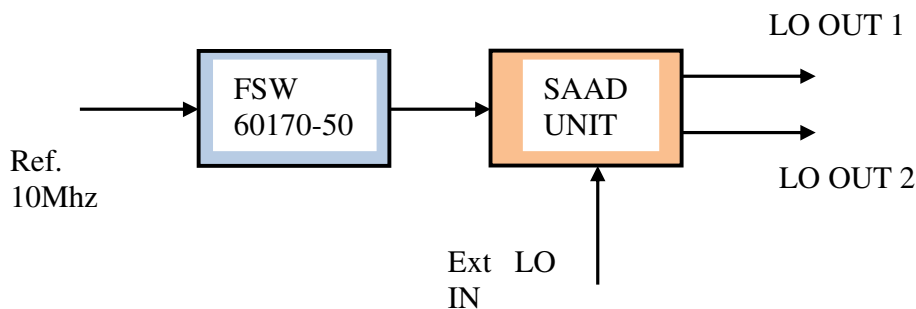 LO OUT 1
FSW
60170-50
SAAD
UNIT
Ref.
10Mhz
LO OUT 2
Ext LO
IN